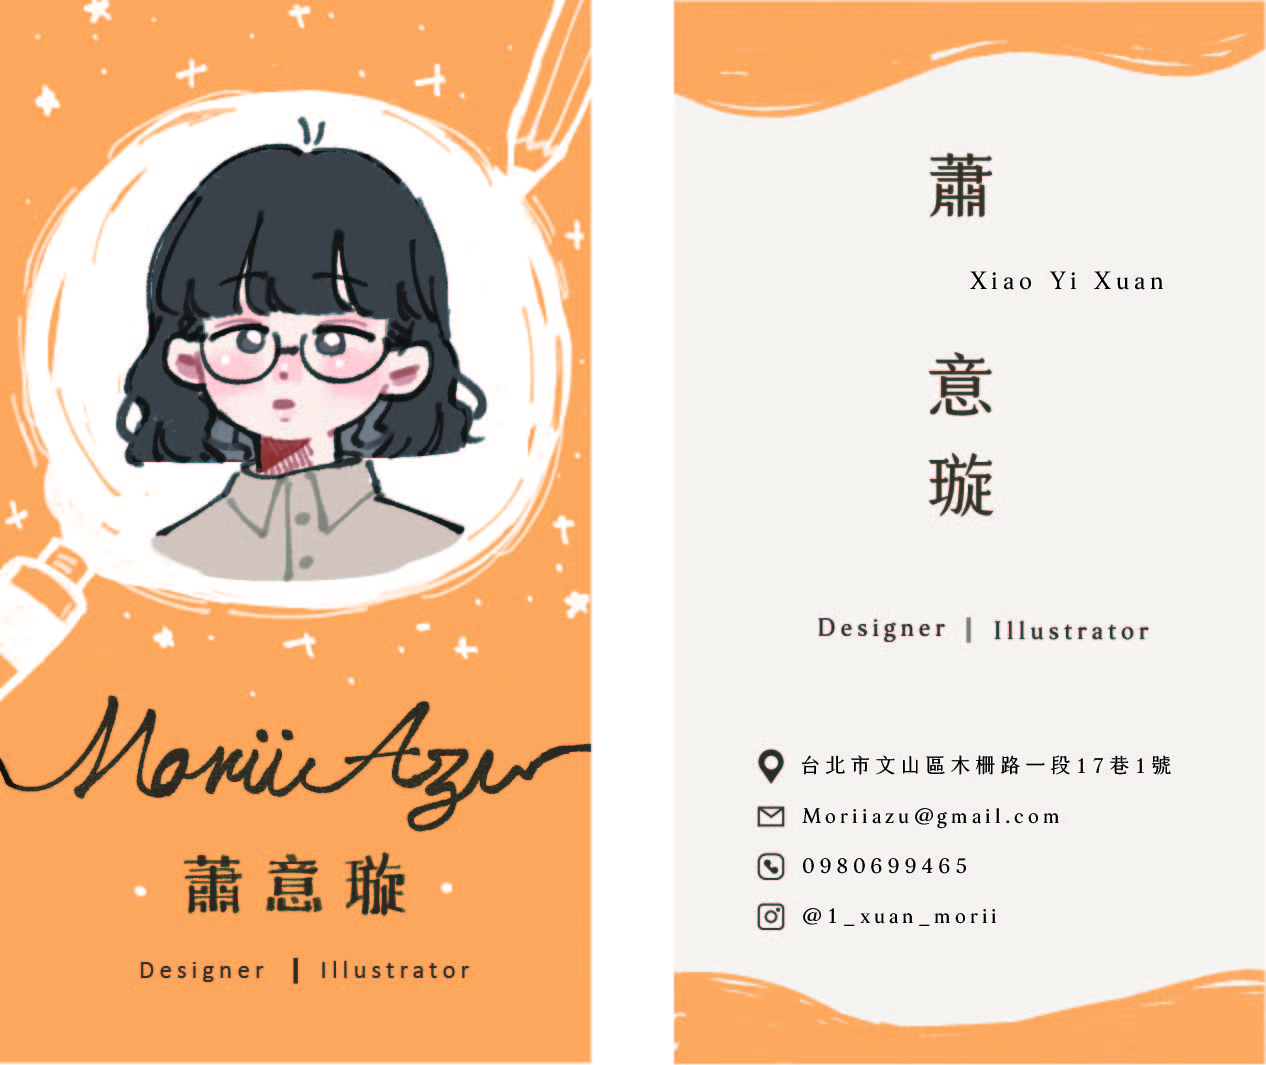 Morii Azu
蕭意璇
Designer | Illustrator
蕭
Xiao Yi Xuan
意
璇
Designer | Illustrator
台北市文山區木柵路一段17巷1號
Moriiazu@gmail.com
0980699465
@1_xuan_morii